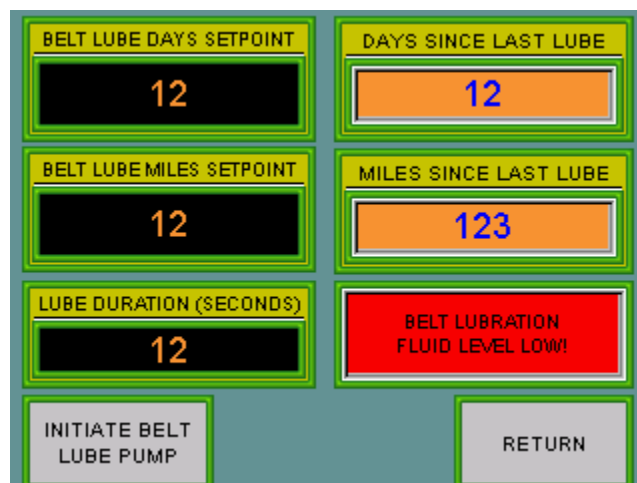 BELT LUBE DAYS SETPOINT
12
DAYS SINCE LAST LUBE
12
BELT LUBE MILES SETPOINT
12
MILES SINCE LAST LUBE
123
LUBE DURATION (SECONDS)
12
BELT LUBRATION
FLUID LEVEL LOW!
INITIATE BELT
LUBE PUMP
RETURN